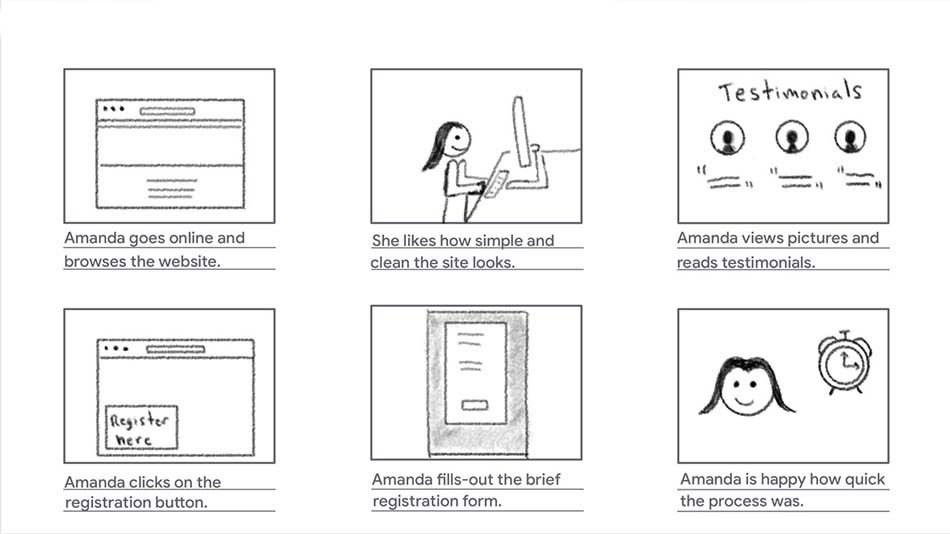 Testimonials
Amanda goes online and
browses the website.
She likes how simple and
clean the site looks.
Amanda views pictures and
reads testimonials.
Register
here
Amanda clicks on the
registration button.
Amanda fills-out the brief
registration form.
Amanda is happy how quick
the process was.